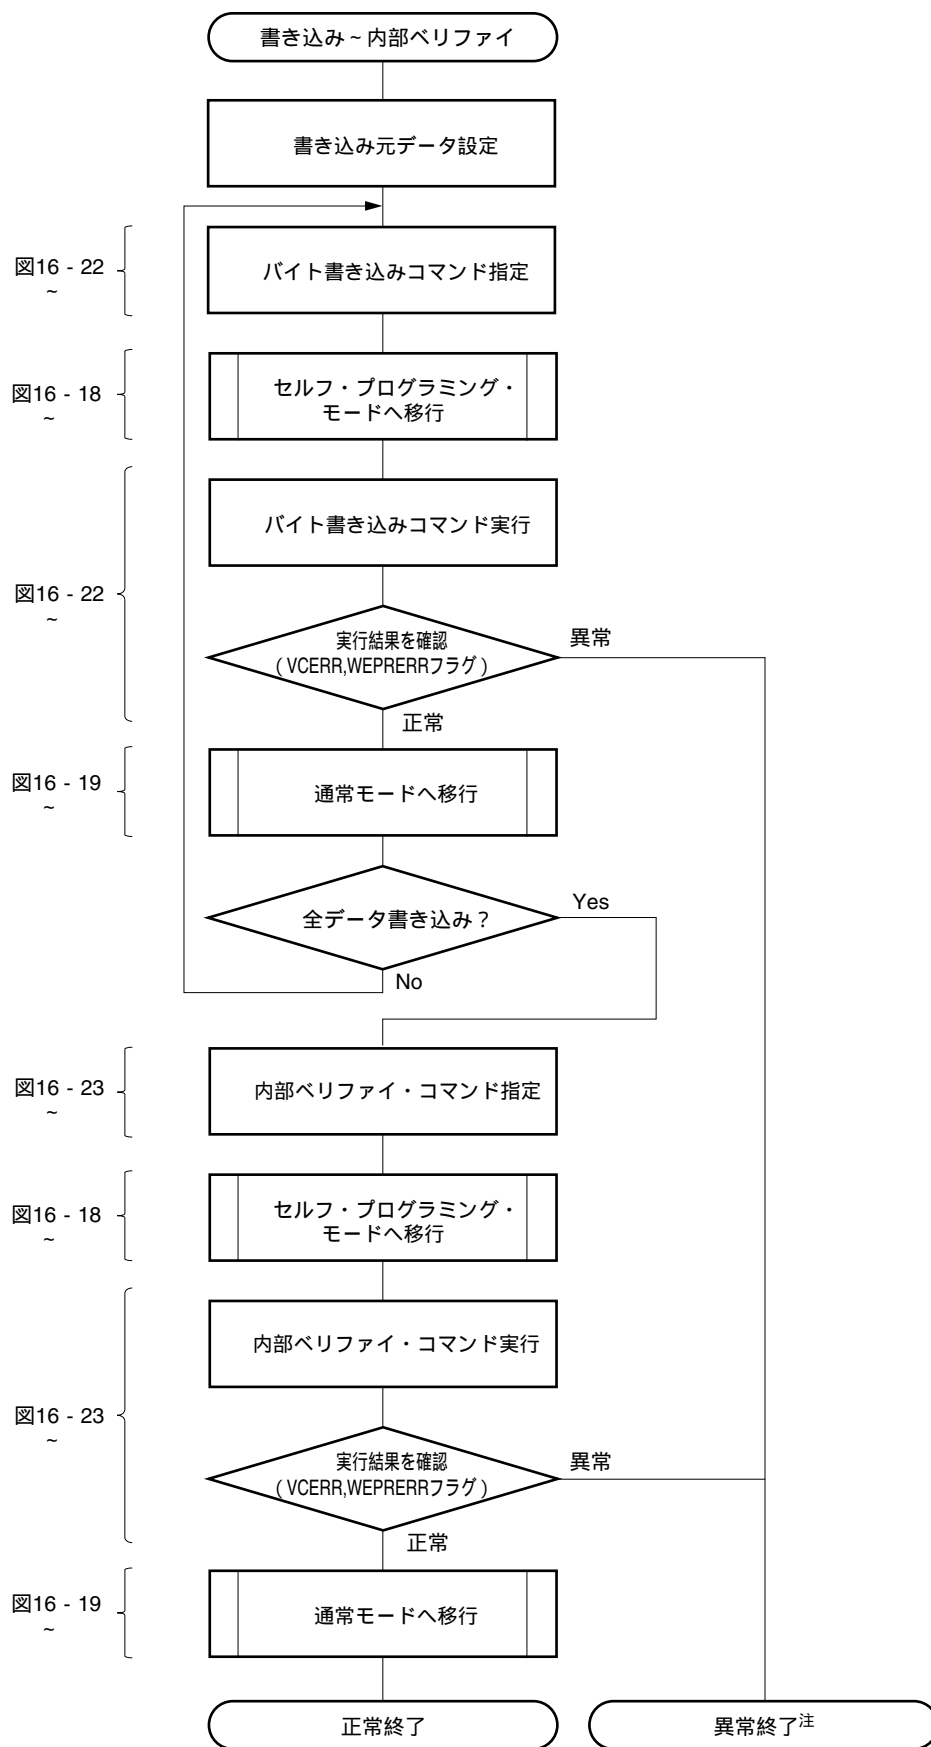 書き込み~内部ベリファイ
書き込み元データ設定
図16 - 22
~
バイト書き込みコマンド指定
図16 - 18
~
セルフ・プログラミング・
モードへ移行
バイト書き込みコマンド実行
図16 - 22
~
実行結果を確認
(VCERR,WEPRERRフラグ)
異常
正常
図16 - 19
~
通常モードへ移行
全データ書き込み?
Yes
No
図16 - 23
~
内部ベリファイ・コマンド指定
図16 - 18
~
セルフ・プログラミング・
モードへ移行
内部ベリファイ・コマンド実行
図16 - 23
~
実行結果を確認
(VCERR,WEPRERRフラグ)
異常
正常
図16 - 19
~
通常モードへ移行
正常終了
異常終了注